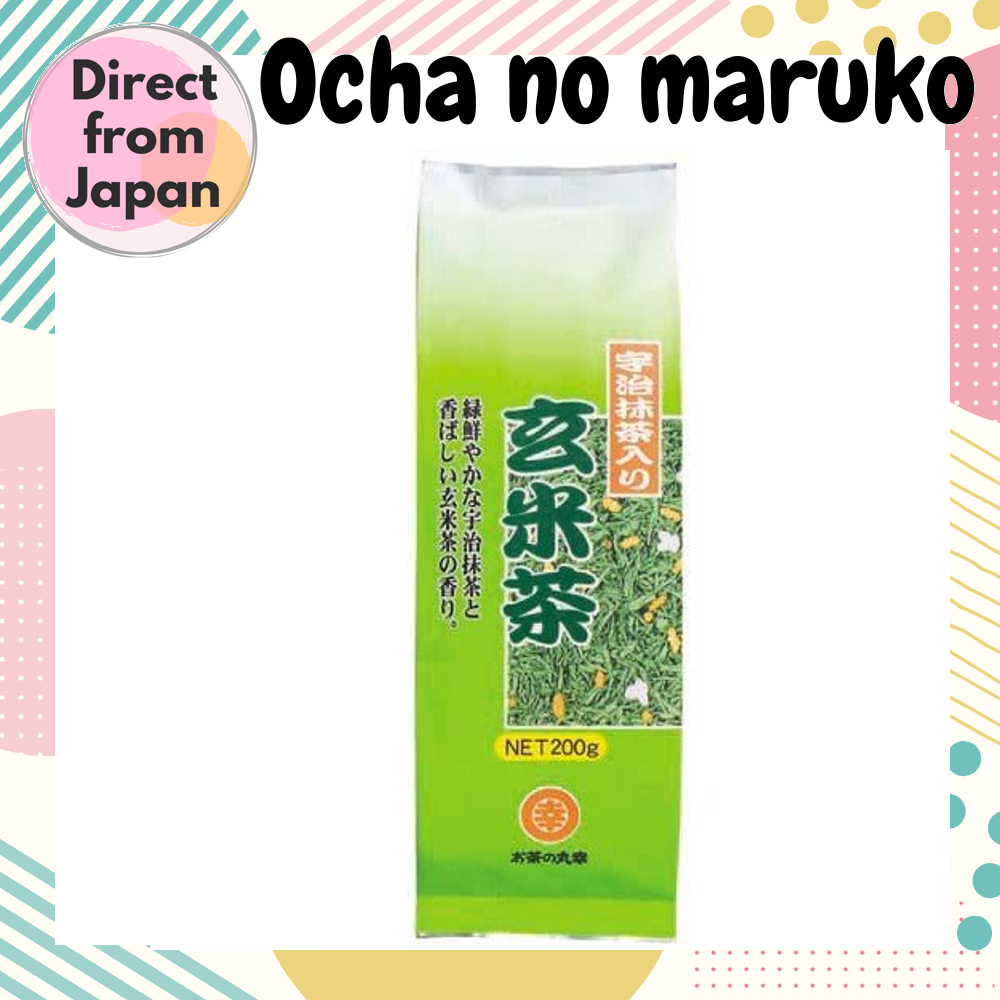 Direct
from
Japan
Ocha no maruko
宇治抹茶入り
玄米茶
緑鮮やかな宇治抹茶と
香ばしい玄米茶の香り。
NET200g
幸
お茶の丸幸